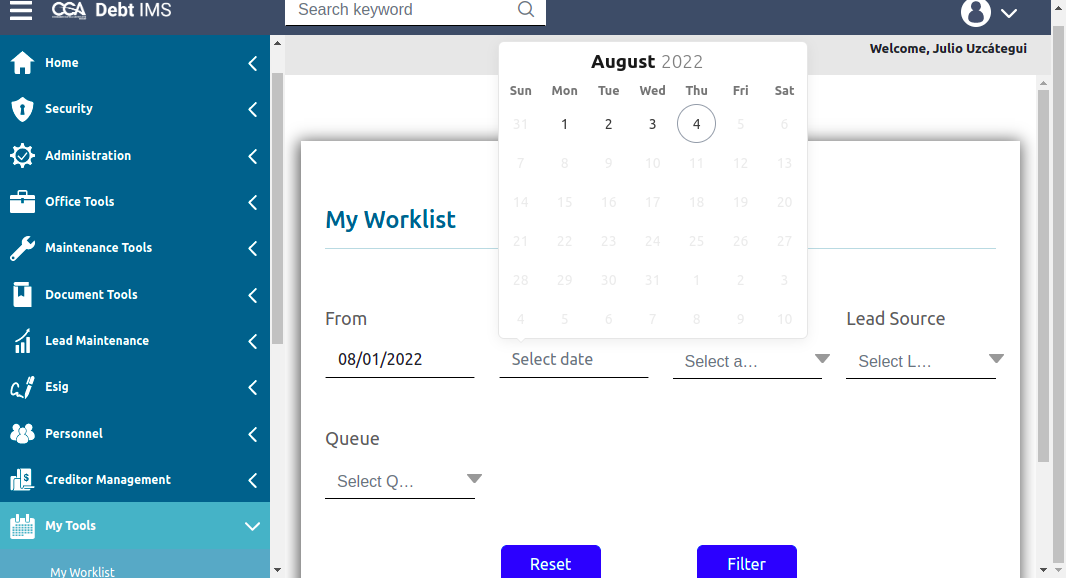 CGA Debt IMS
Search keyword
Welcome, Julio Uzcátegui
Home
Security
Administration
Office Tools
Maintenance Tools
Document Tools
Lead Maintenance
Esig
Personnel
Creditor Management
My Tools
My Worklist
August 2022
Sun Mon Tue Wed Thu Fri Sat
31 1 2 3 4 5 6
7 8 9 10 11 12 13
14 15 16 17 18 19 20
21 22 23 24 25 26 27
28 29 30 31 1 2 3
4 5 6 7 8 9 10
My Worklist
From
Lead Source
08/01/2022
Select date
Select a...
Select L...
Queue
Select Q...
Reset
Filter